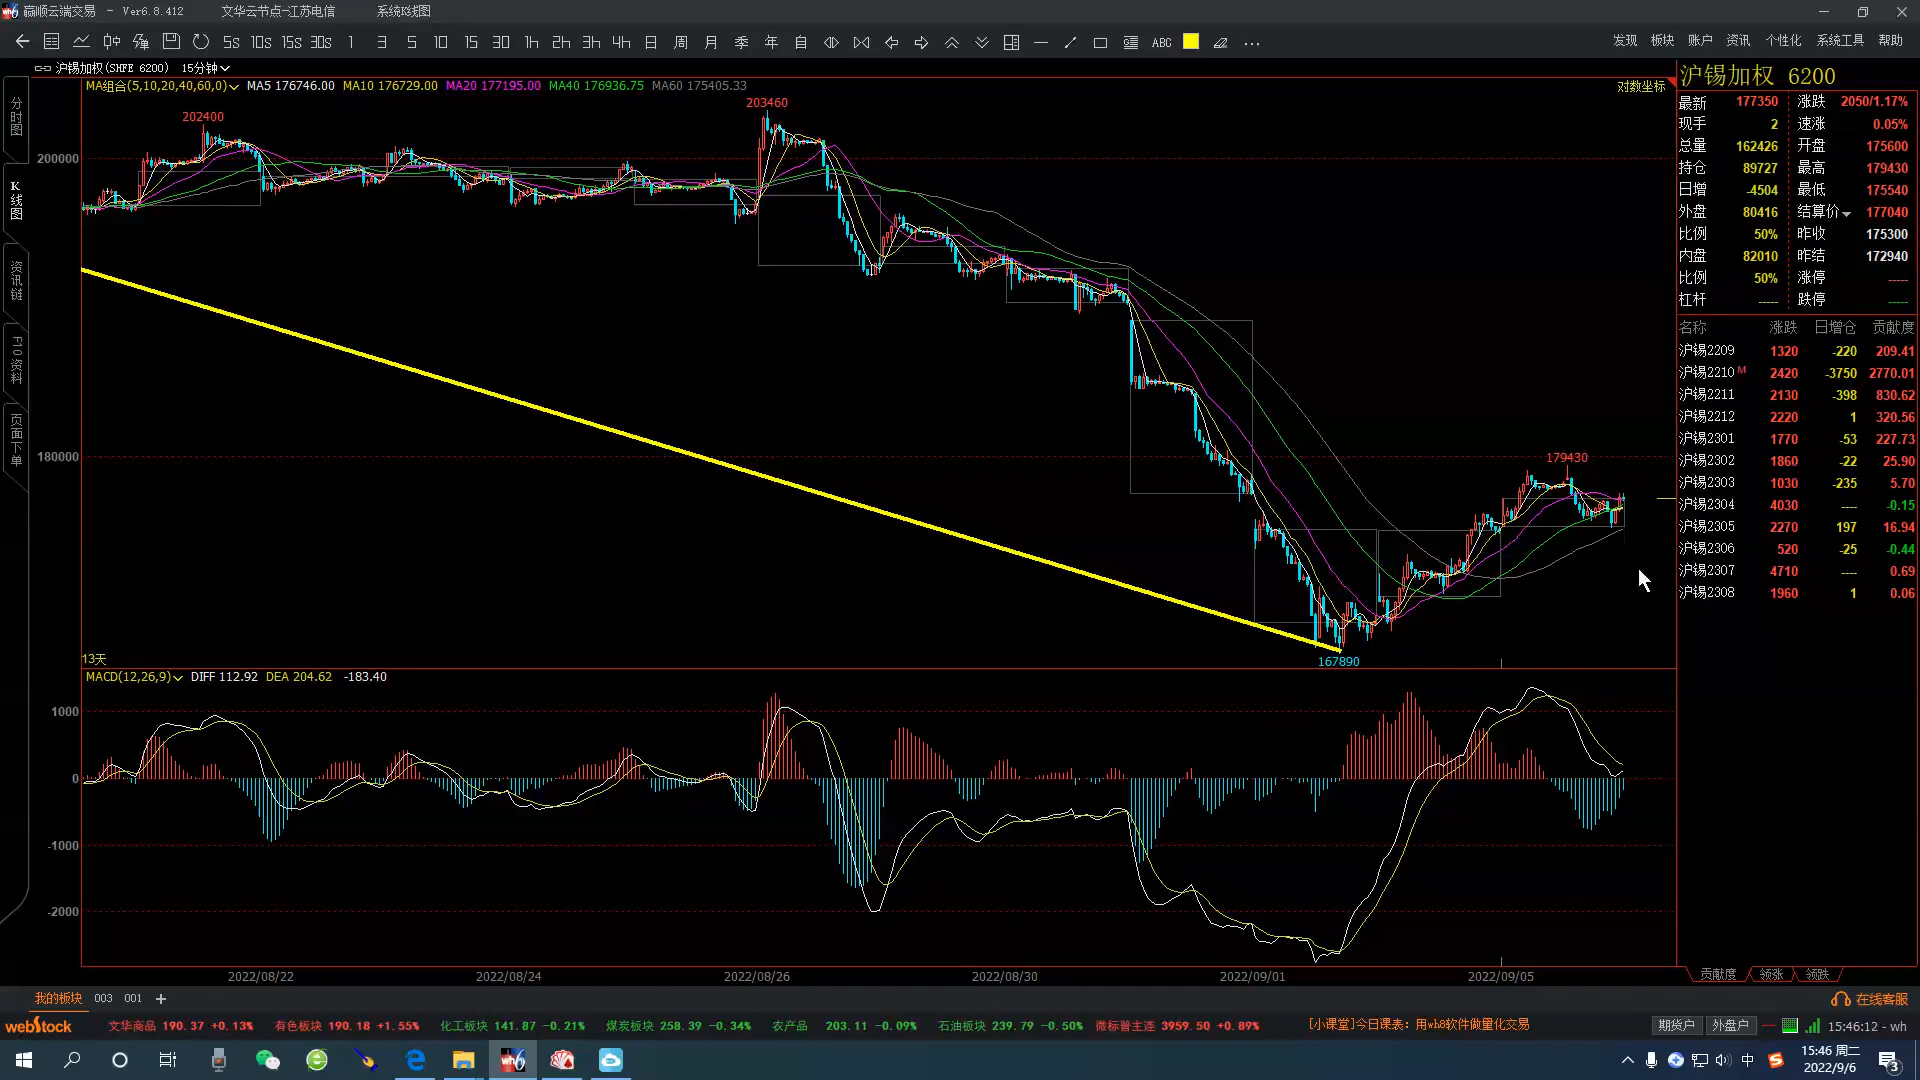 赢顺云端交易 - Ver6.8.412 文华云节点-江苏电信 系统K线图
5s 10s 15s 30s 1 3 5 10 15 30 1h 2h 3h 4h 日 周 月 季 年 自 ABC ...
发现 板块 账户 资讯 个性化 系统工具 帮助
沪锡加权(SHFE 6200) 15分钟
MA组合(5,10,20,40,60,0) MA5 176746.00 MA10 176729.00 MA20 177195.00 MA40 176936.75 MA60 175405.33 对数坐标
分时图
K线图
资讯链
F10资料
页面下单
202400
203460
200000
180000
179430
167890
13天
MACD(12,26,9) DIFF 112.92 DEA 204.62 -183.40
1000
0
-1000
-2000
2022/08/22 2022/08/24 2022/08/26 2022/08/30 2022/09/01 2022/09/05
沪锡加权 6200
最新 177350 涨跌 2050/1.17%
现手 2 速涨 0.05%
总量 162426 开盘 175600
持仓 89727 最高 179430
日增 -4504 最低 175540
外盘 80416 结算价 177040
比例 50% 昨收 175300
内盘 82010 昨结 172940
比例 50% 涨停 -----
杠杆 ----- 跌停 -----
名称 涨跌 日增仓 贡献度
沪锡2209 1320 -220 209.41
沪锡2210 M 2420 -3750 2770.01
沪锡2211 2130 -398 830.62
沪锡2212 2220 1 320.56
沪锡2301 1770 -53 227.73
沪锡2302 1860 -22 25.90
沪锡2303 1030 -235 5.70
沪锡2304 4030 ---- -0.15
沪锡2305 2270 197 16.94
沪锡2306 520 -25 -0.44
沪锡2307 4710 ---- 0.69
沪锡2308 1960 1 0.06
贡献度 领涨 领跌
我的板块 003 001 +
在线客服
webstock 文华商品 190.37 +0.13% 有色板块 190.18 +1.55% 化工板块 141.87 -0.21% 煤炭板块 258.39 -0.34% 农产品 203.11 -0.09% 石油板块 239.79 -0.50% 微标普主连 3959.50 +0.89% [小课堂]今日课表：用wh8软件做量化交易 期货户 外盘户 15:46:12 - wh
wh6
中
15:46 周二
2022/9/6
3